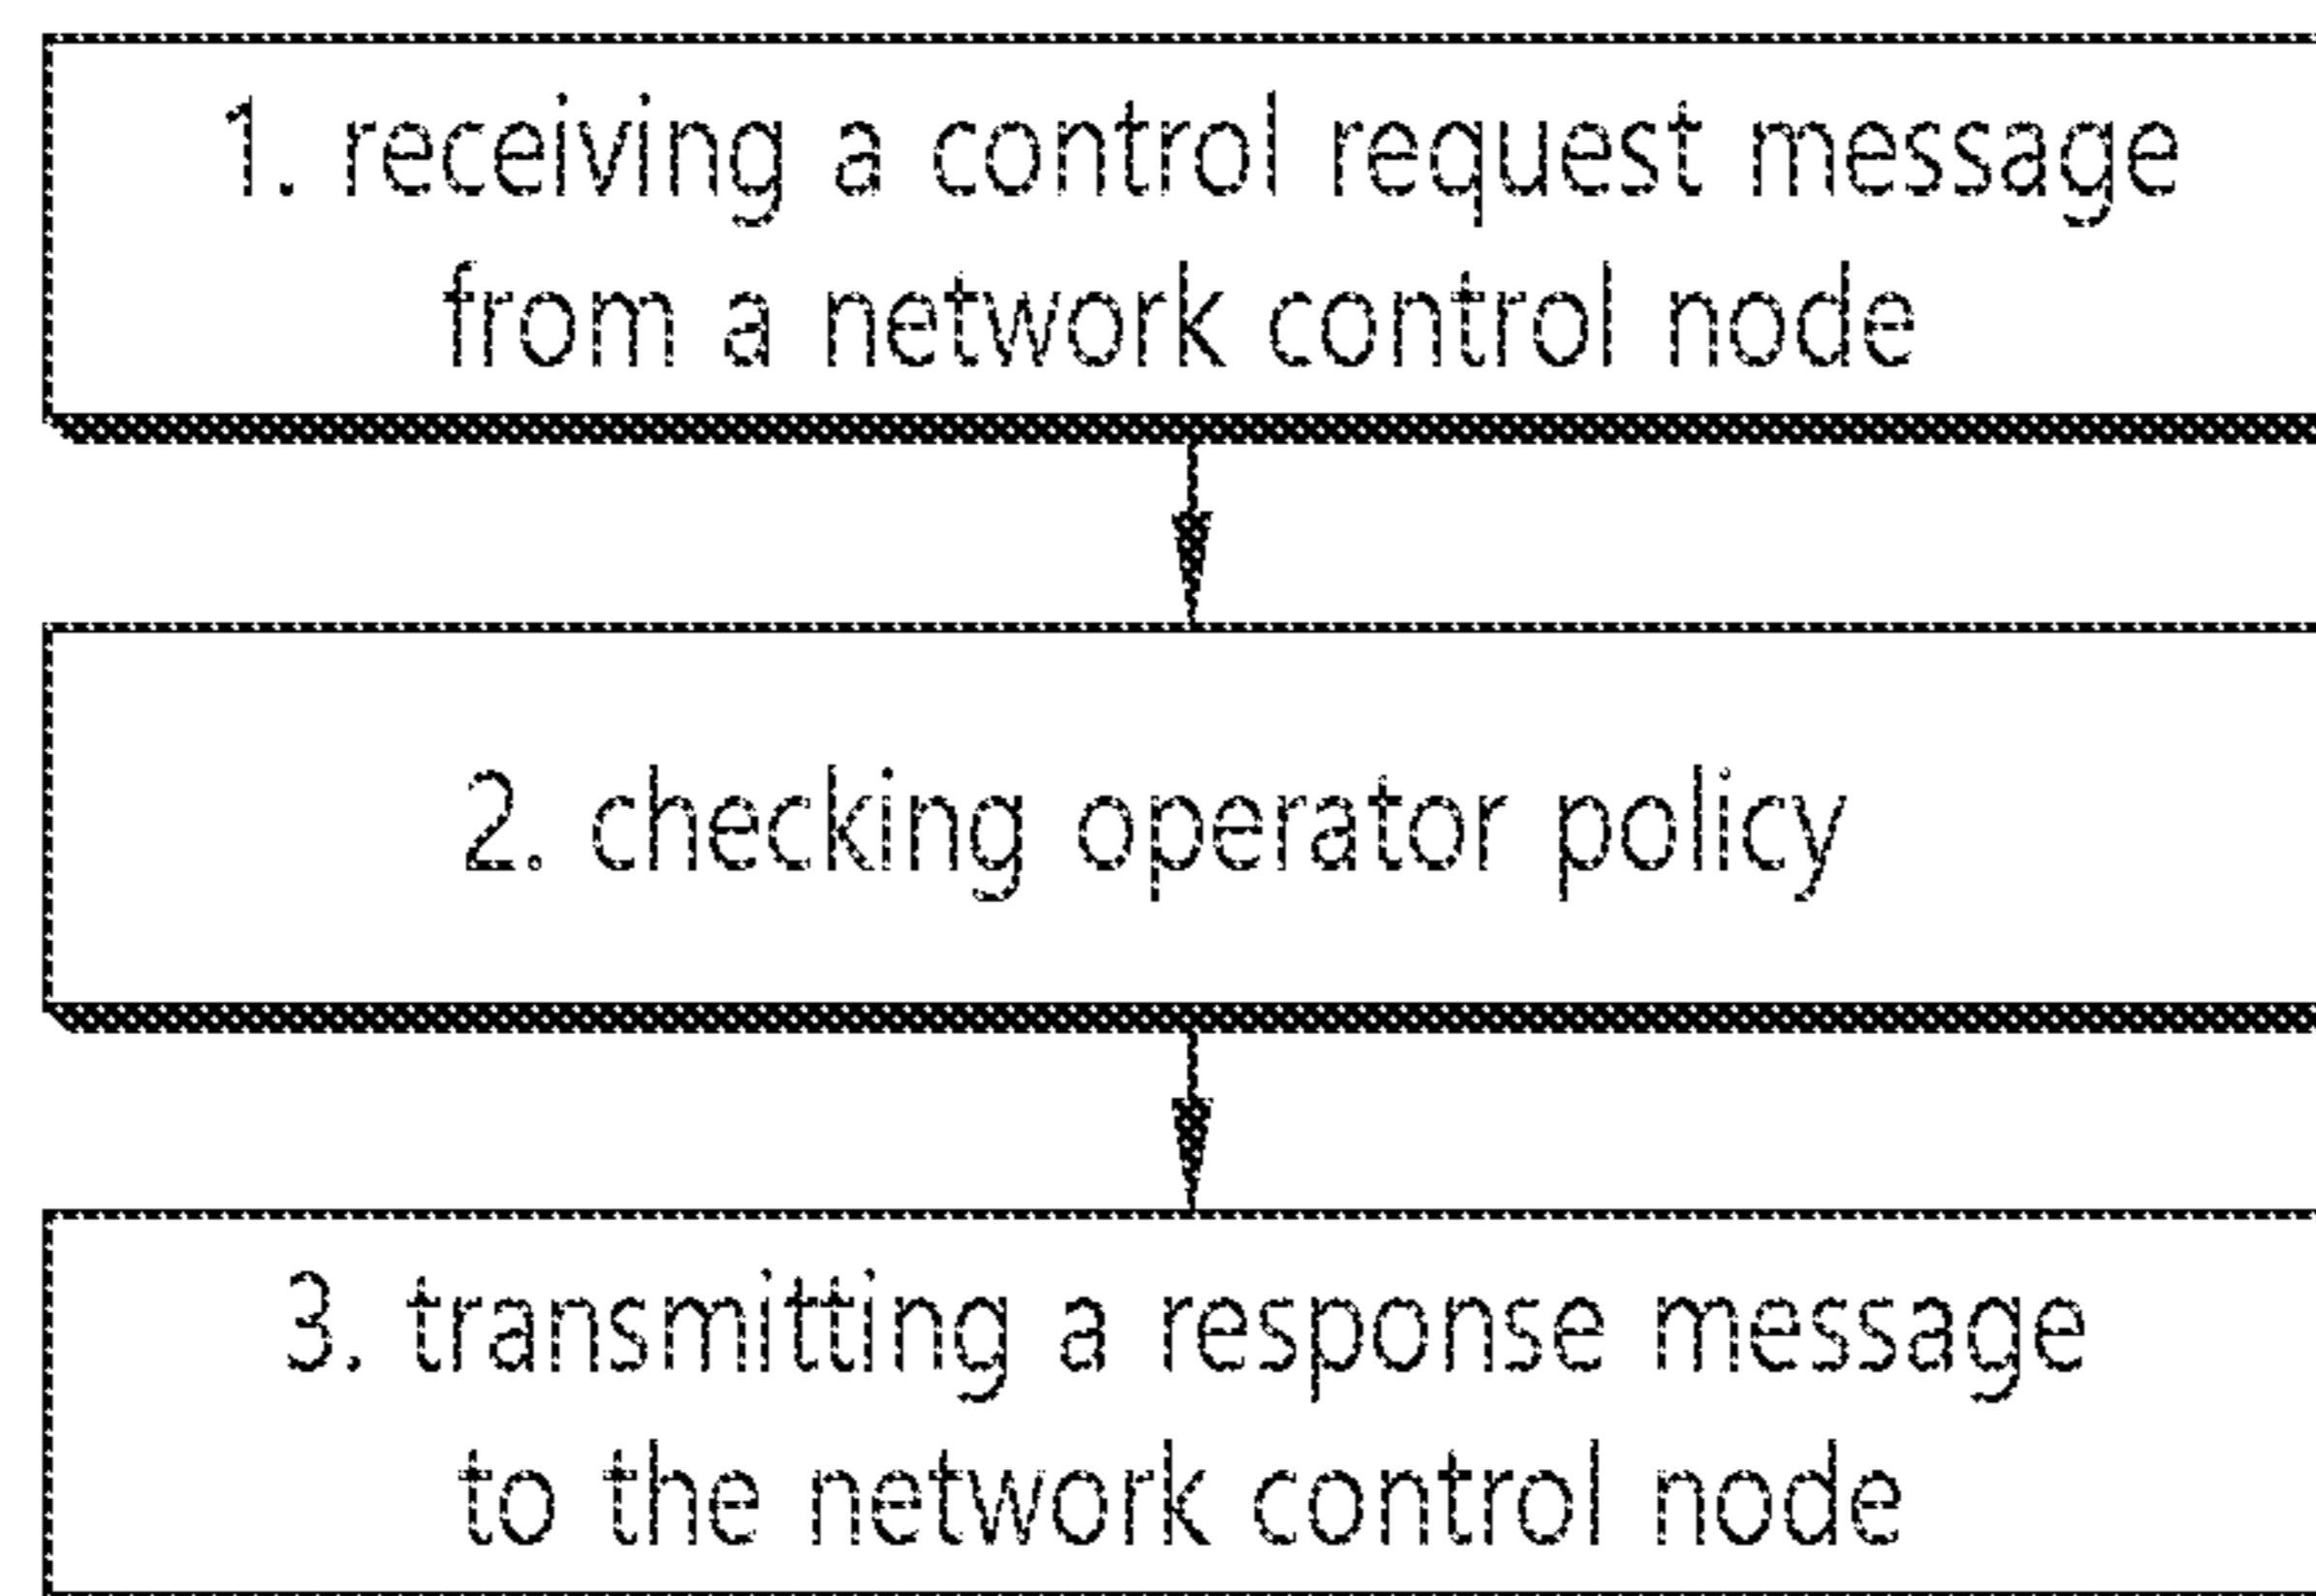 1. receiving a control request message
from a network control node
2. checking operator policy
3. transmitting a response message
to the network control node